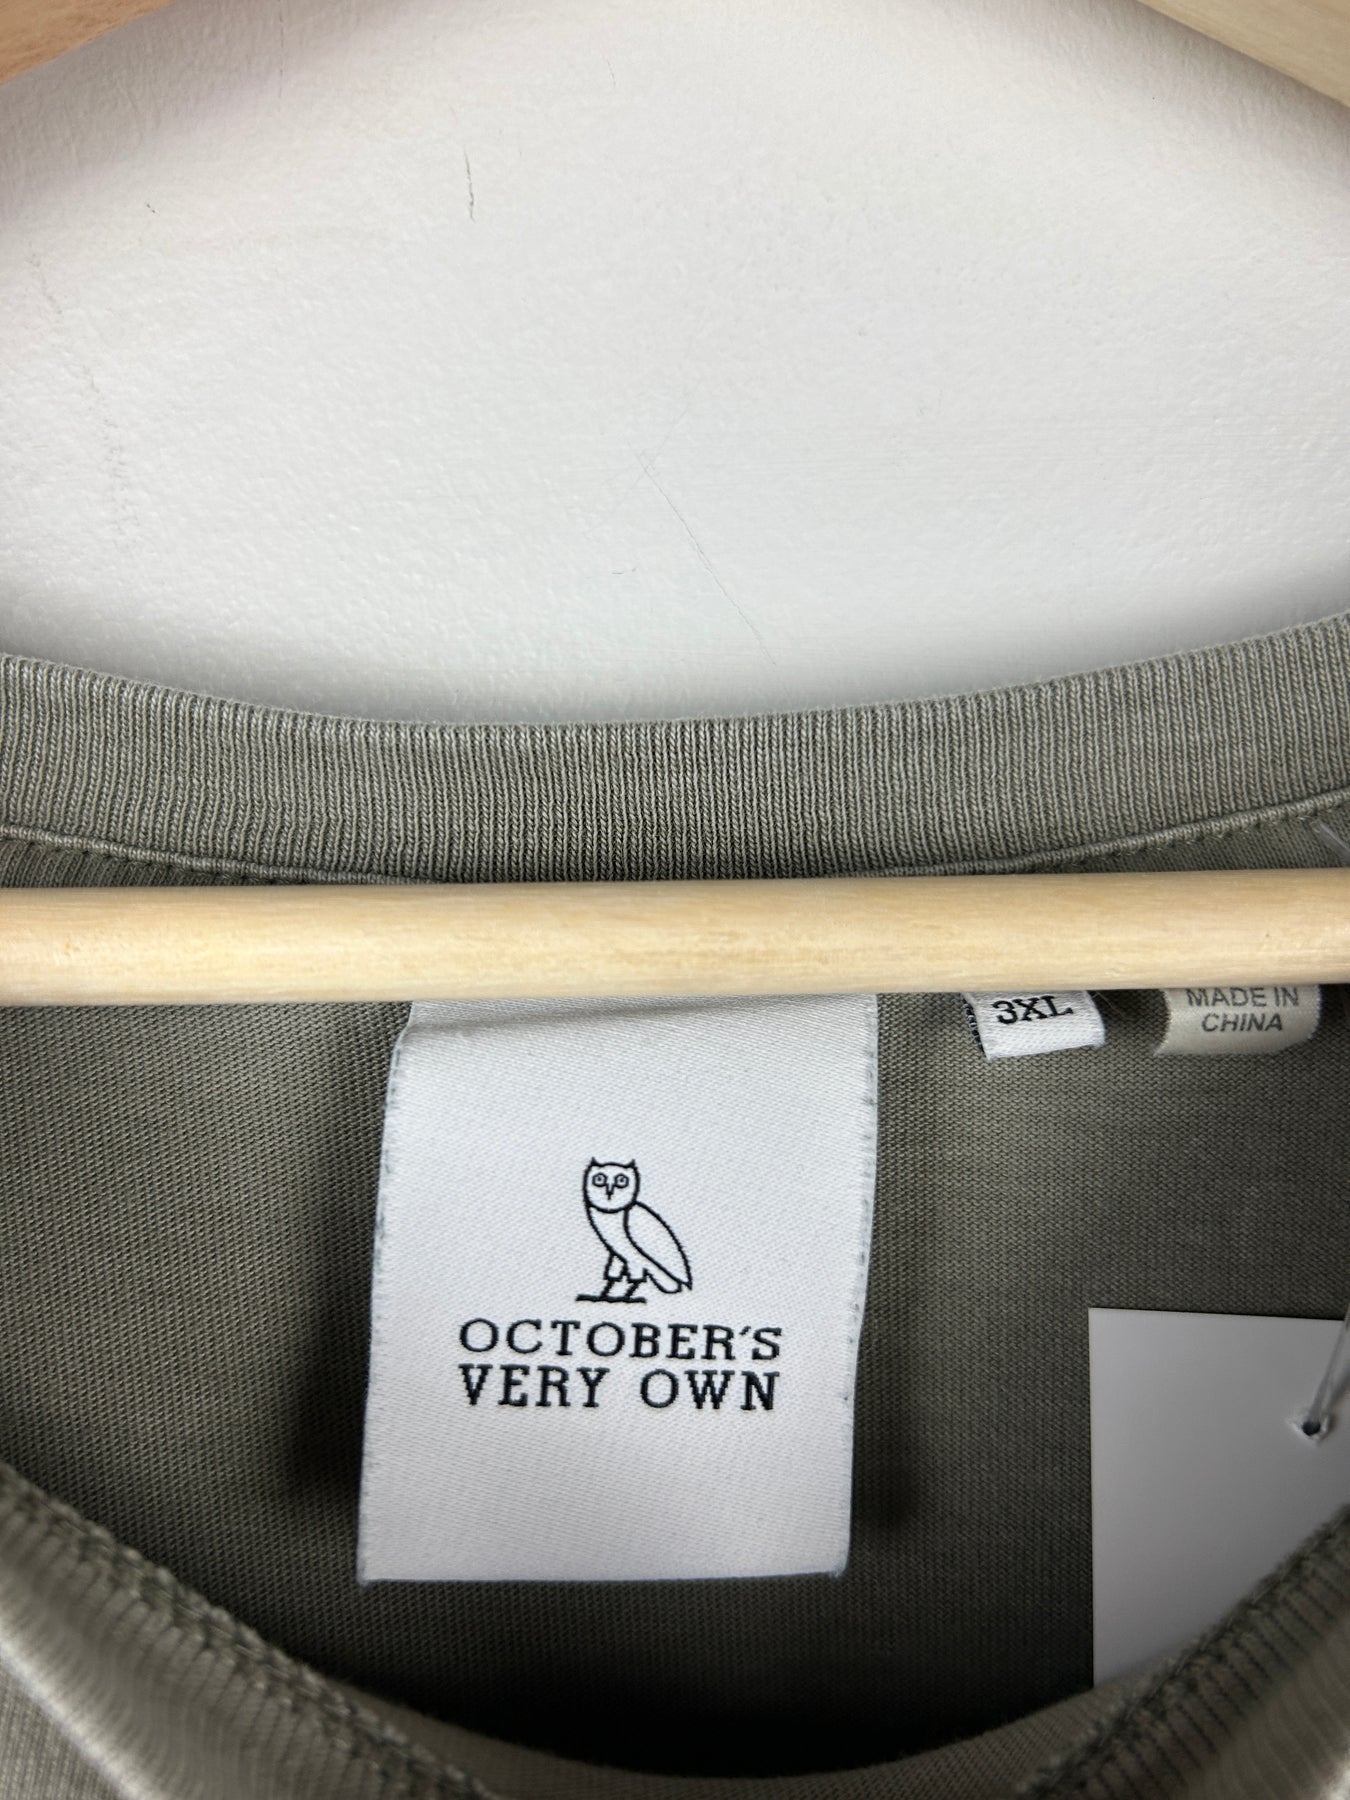 3XL
MADE IN
CHINA
OCTOBER'S
VERY OWN